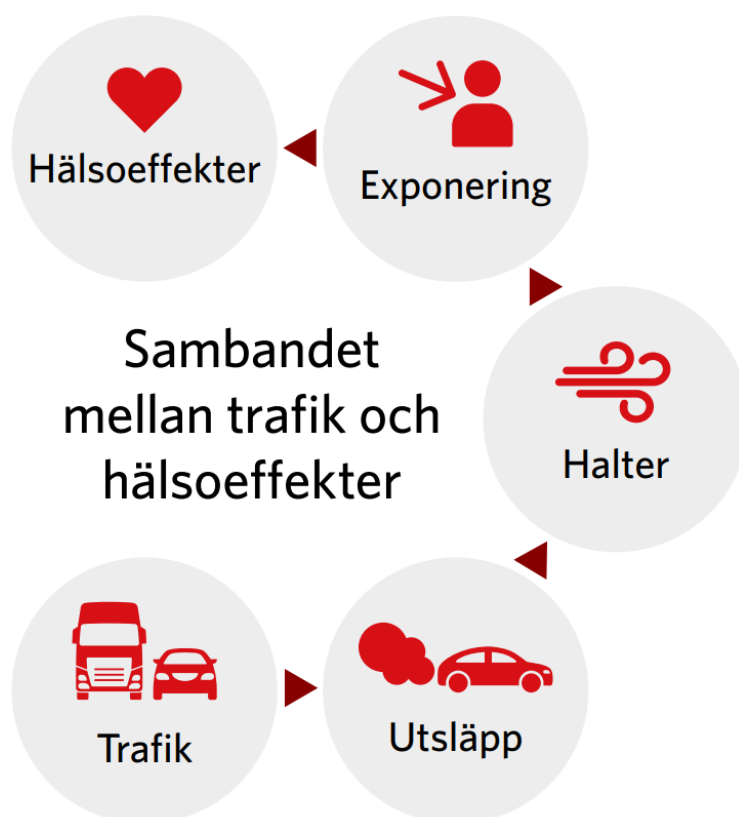 Hälsoeffekter
Exponering
Sambandet
mellan trafik och
hälsoeffekter
Halter
Trafik
Utsläpp